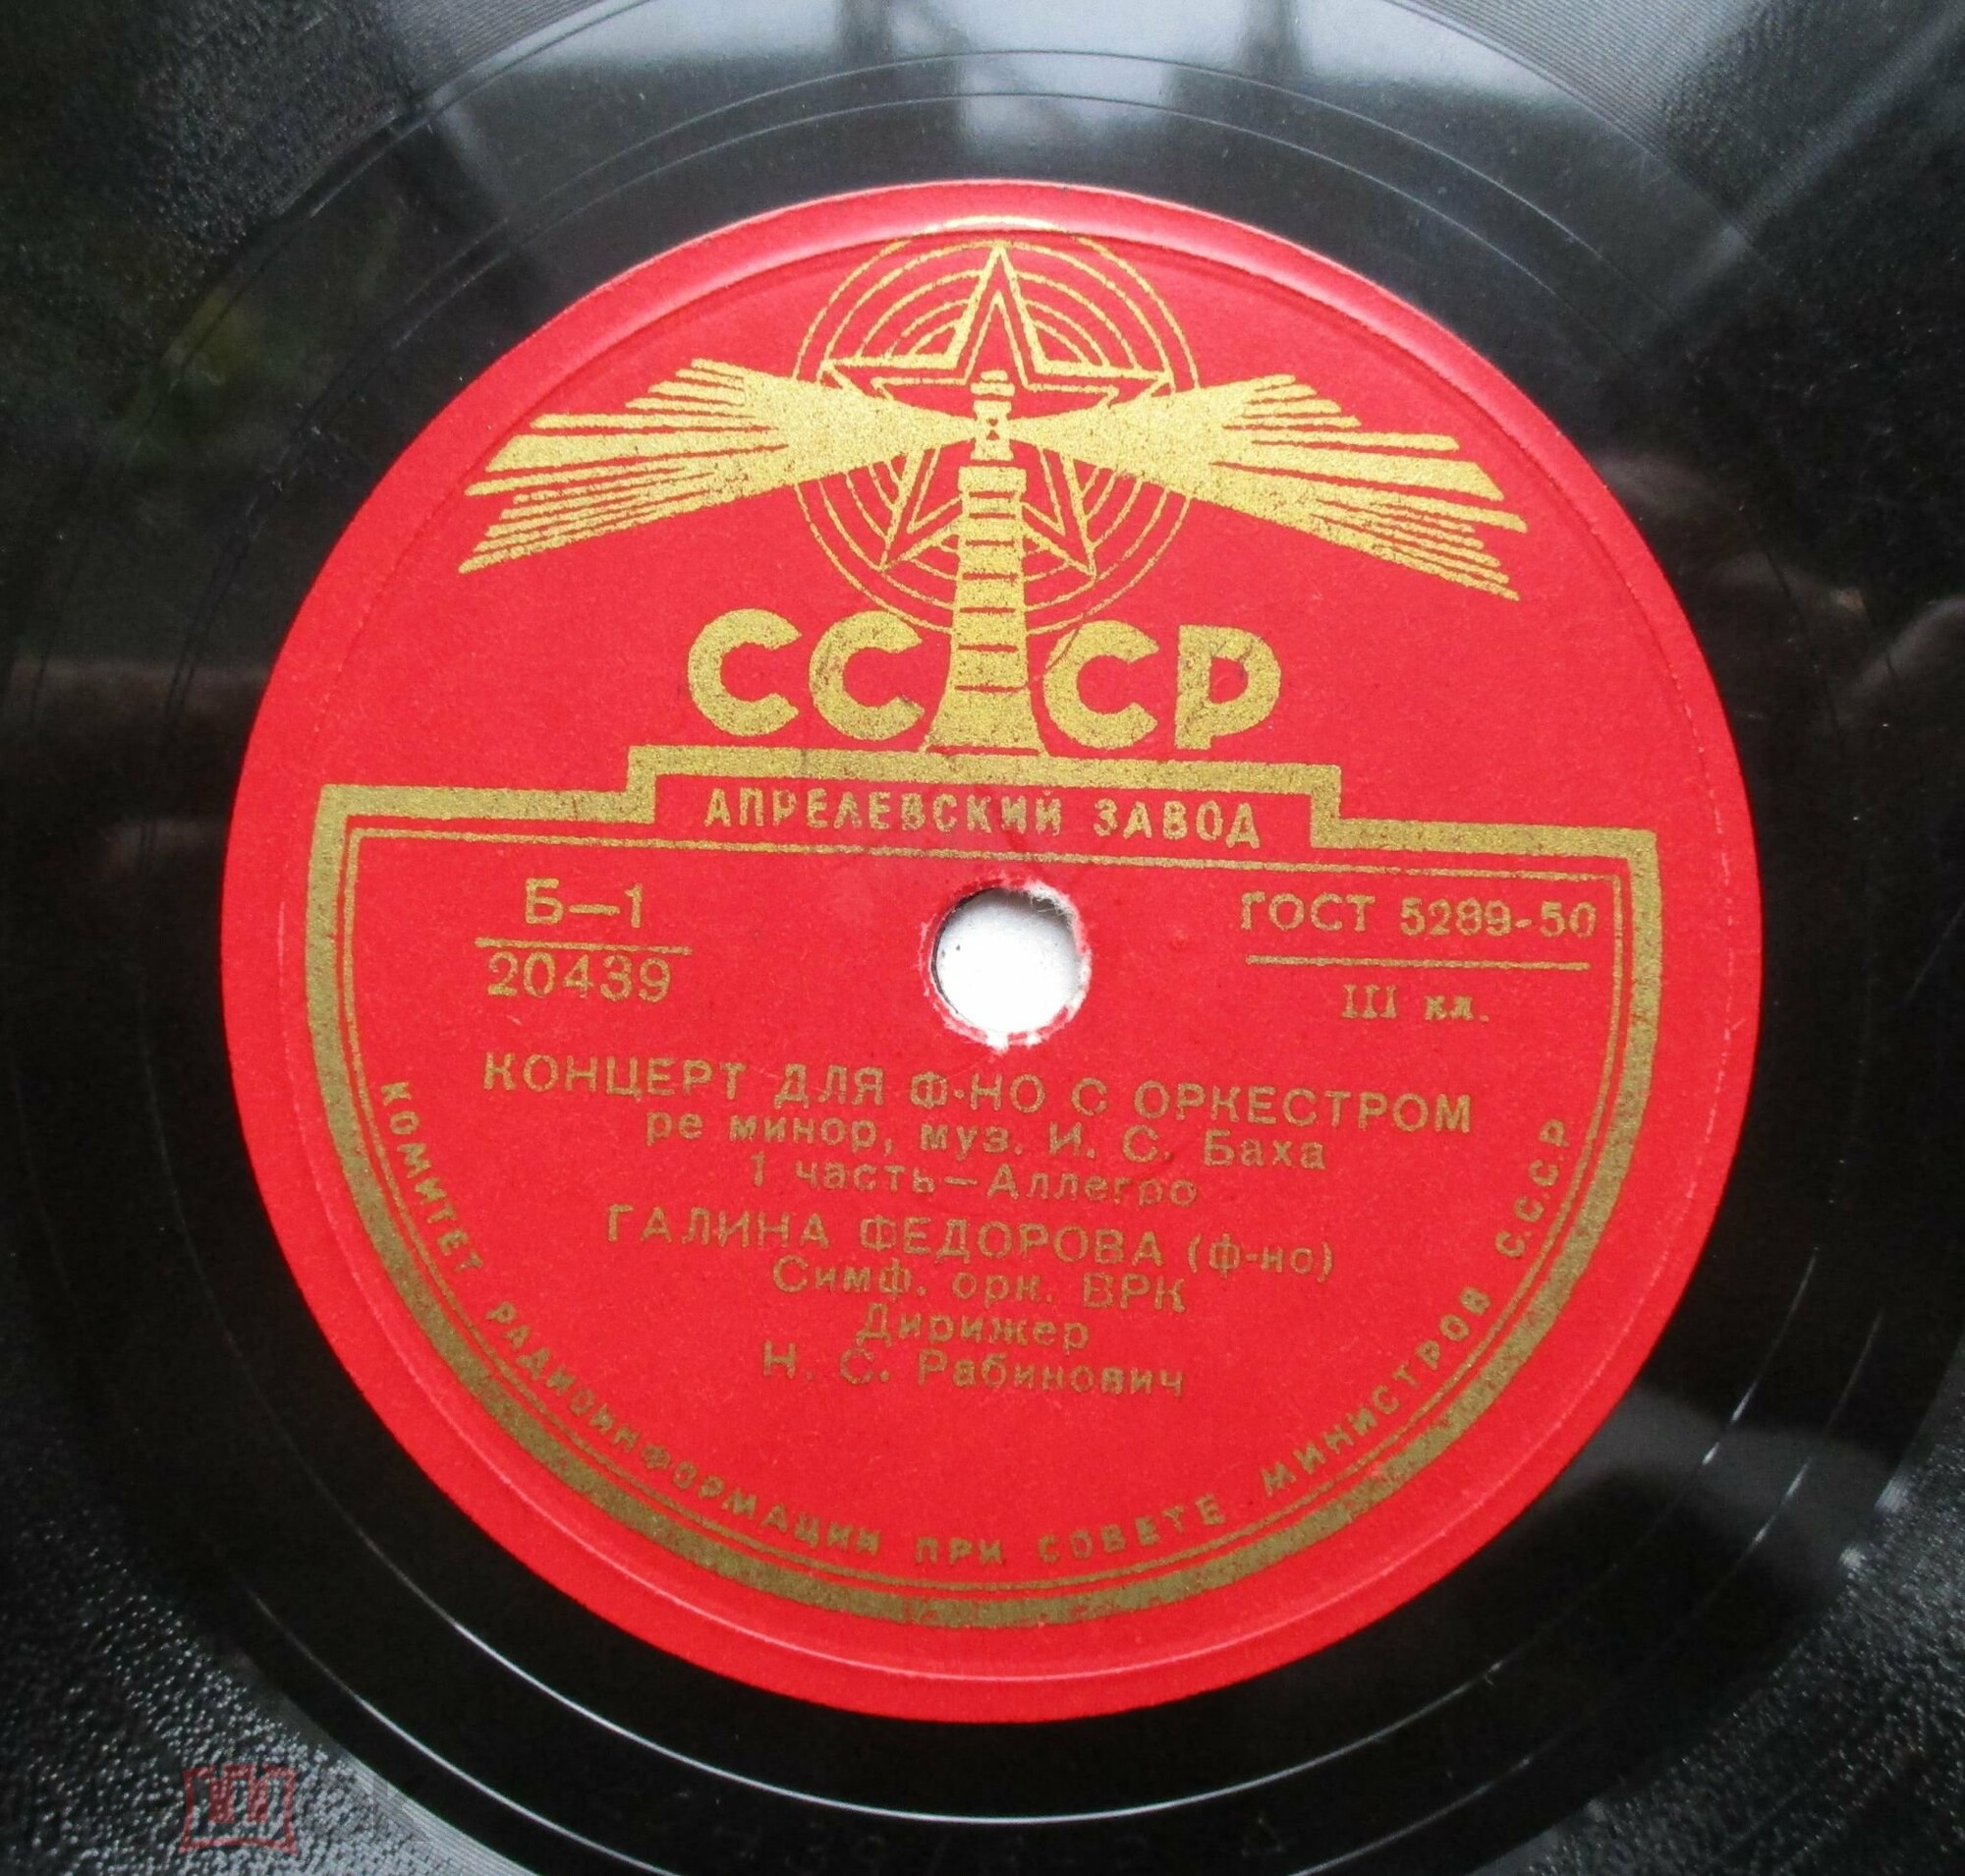 СССР
АПРЕЛЕВСКИЙ ЗАВОД
Б—1
20439
ГОСТ 5289-50
III кл.
КОНЦЕРТ ДЛЯ Ф-НО С ОРКЕСТРОМ
ре минор, муз. И. С. Баха
1 часть—Аллегро
ГАЛИНА ФЕДОРОВА (ф-но)
Симф. орк. ВРК
Дирижер
Н. С. Рабинович
КОМИТЕТ РАДИОИНФОРМАЦИИ ПРИ СОВЕТЕ МИНИСТРОВ С.С.С.Р.